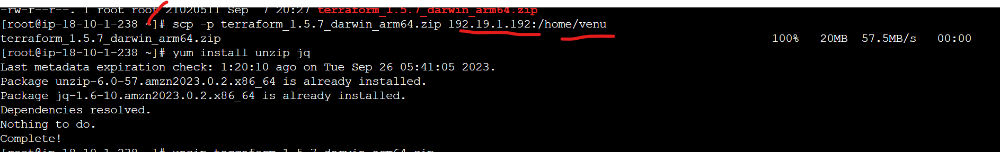 -rw-r--r--. 1 root root 21020511 Sep  7 20:27 terraform_1.5.7_darwin_arm64.zip
[root@ip-18-10-1-238 ~]# scp -p terraform_1.5.7_darwin_arm64.zip 192.19.1.192:/home/venu
terraform_1.5.7_darwin_arm64.zip 100% 20MB 57.5MB/s 00:00
[root@ip-18-10-1-238 ~]# yum install unzip jq
Last metadata expiration check: 1:20:10 ago on Tue Sep 26 05:41:05 2023.
Package unzip-6.0-57.amzn2023.0.2.x86_64 is already installed.
Package jq-1.6-10.amzn2023.0.2.x86_64 is already installed.
Dependencies resolved.
Nothing to do.
Complete!
[root@ip-18-10-1-238 ~]# unzip terraform_1.5.7_darwin_arm64.zip